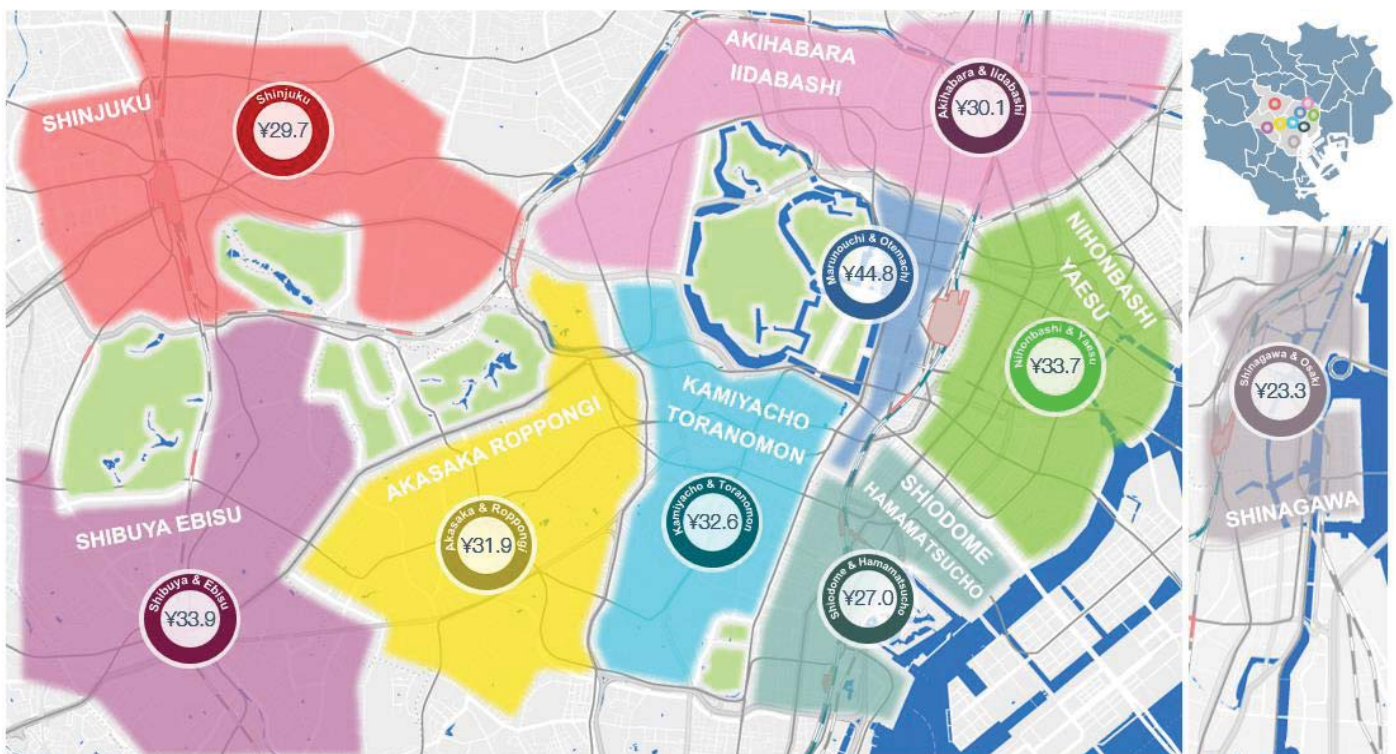 SHINJUKU
Shinjuku
¥29.7
AKIHABARA
IIDABASHI
Akihabara & Iidabashi
¥30.1
Marunouchi & Otemachi
¥44.8
NIHONBASHI
YAESU
Nihonbashi & Yaesu
¥33.7
SHIBUYA EBISU
Shibuya & Ebisu
¥33.9
AKASAKA ROPPONGI
Akasaka & Roppongi
¥31.9
KAMIYACHO
TORANOMON
Kamiyacho & Toranomon
¥32.6
SHIODOME
HAMAMATSUCHO
Shiodome & Hamamatsucho
¥27.0
Shinagawa & Osaki
¥23.3
SHINAGAWA